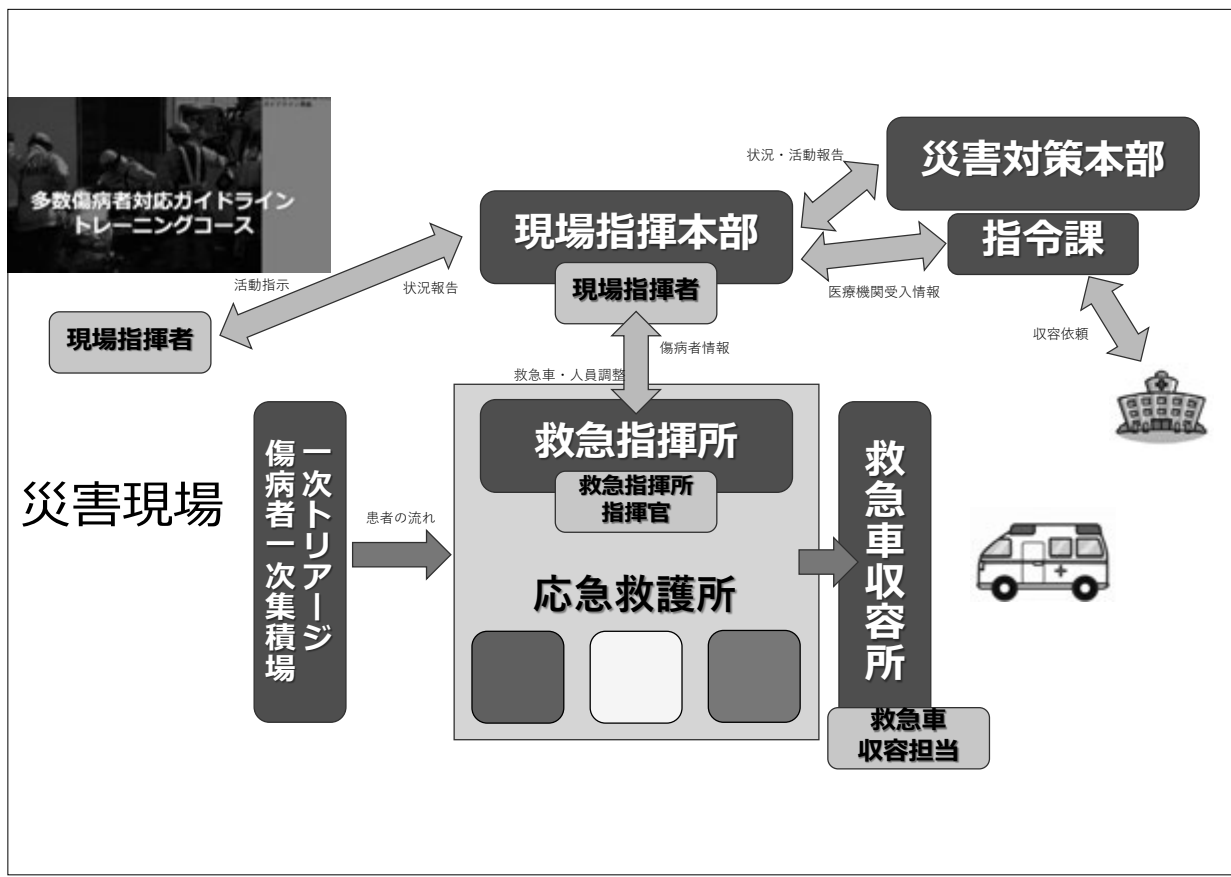 多数傷病者対応ガイドライン
トレーニングコース
災害対策本部
状況・活動報告
現場指揮本部
指令課
現場指揮者
活動指示
状況報告
医療機関受入情報
現場指揮者
傷病者情報
収容依頼
救急車・人員調整
救急指揮所
救急指揮所
指揮官
災害現場
一次トリアージ
傷病者一次集積場
患者の流れ
応急救護所
救急車収容所
救急車
収容担当